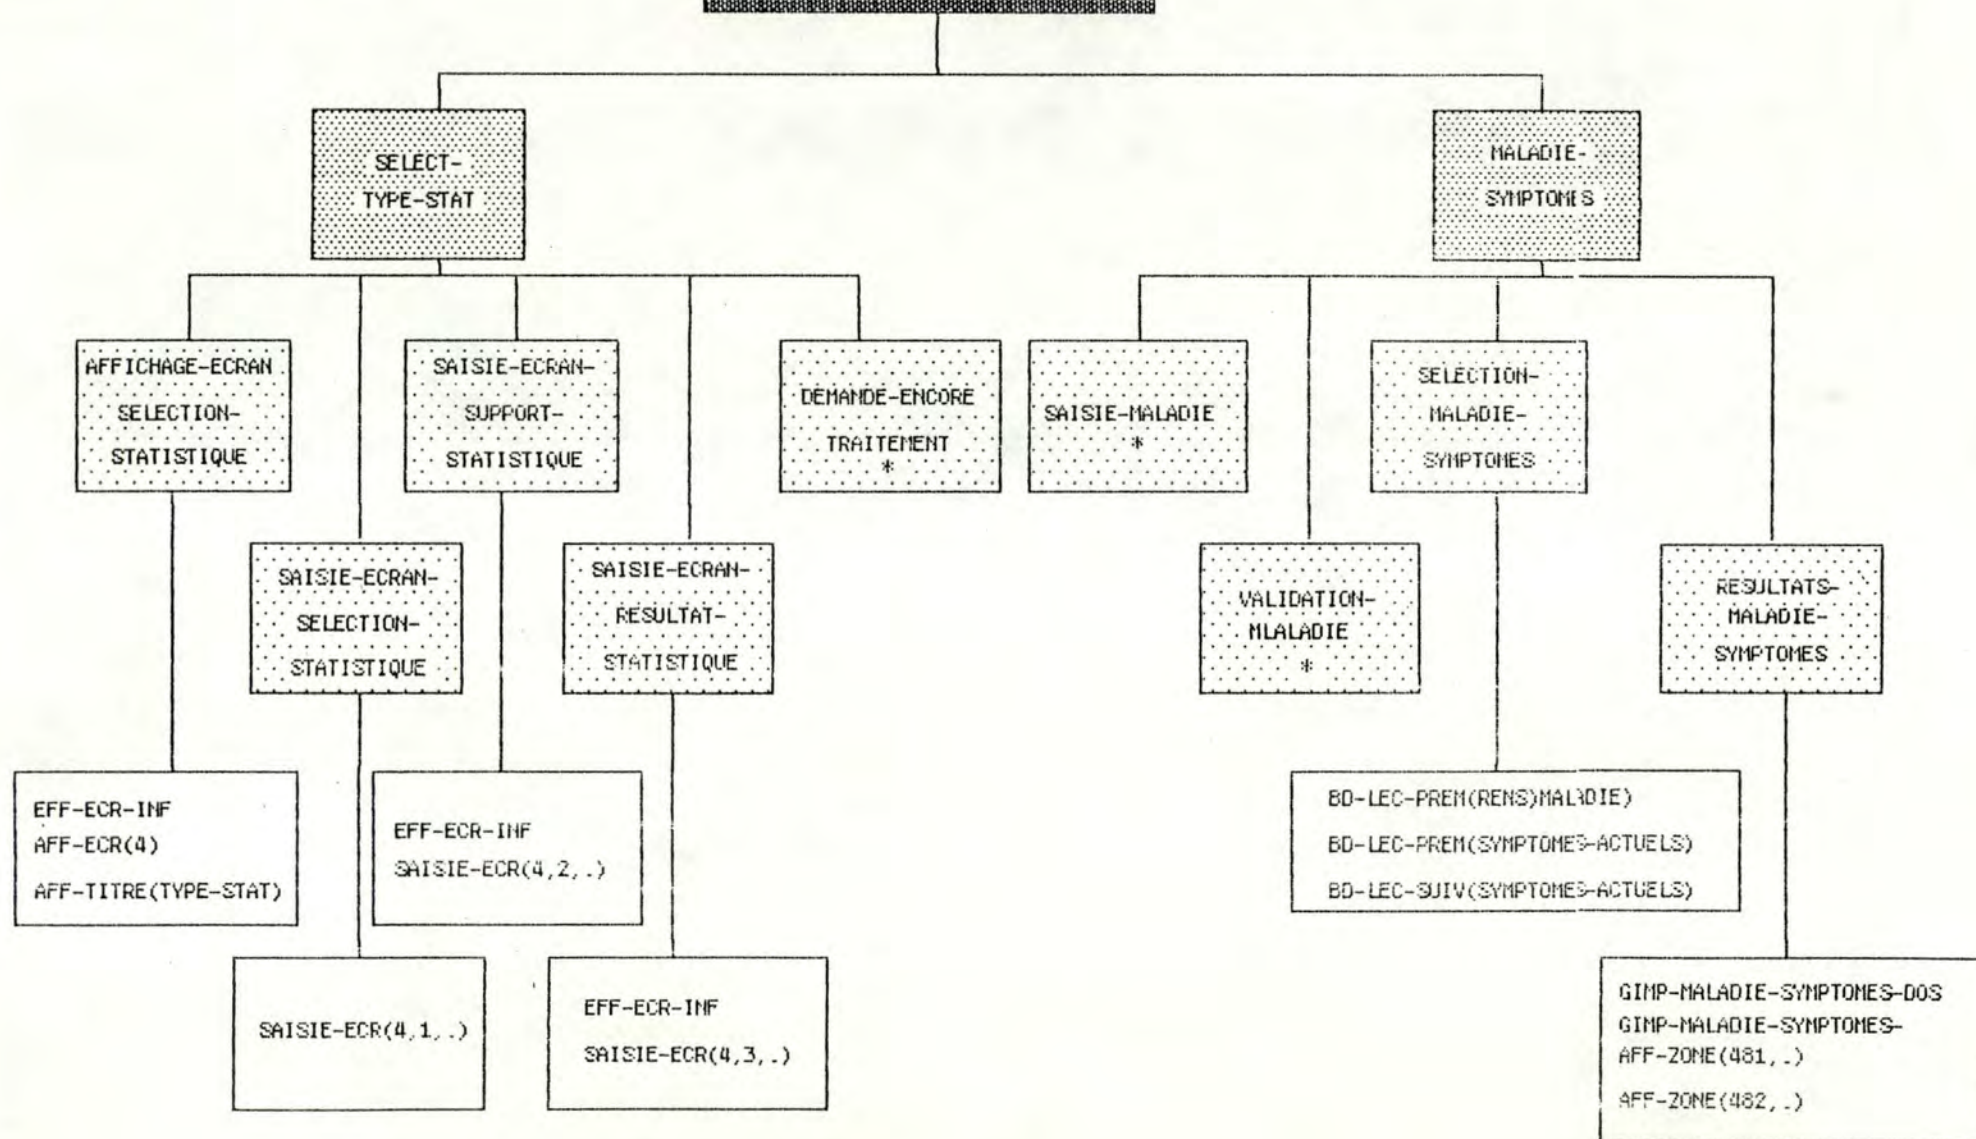 SELECT-
TYPE-STAT
MALADIE-
SYMPTOMES
AFFICHAGE-ECRAN
SELECTION-
STATISTIQUE
SAISIE-ECRAN-
SUPPORT-
STATISTIQUE
DEMANDE-ENCORE
TRAITEMENT
*
SAISIE-MALADIE
*
SELECTION-
MALADIE-
SYMPTOMES
SAISIE-ECRAN-
SELECTION-
STATISTIQUE
SAISIE-ECRAN-
RESULTAT-
STATISTIQUE
VALIDATION-
MLALADIE
*
RESULTATS-
MALADIE-
SYMPTOMES
EFF-ECR-INF
AFF-ECR(4)
AFF-TITRE(TYPE-STAT)
EFF-ECR-INF
SAISIE-ECR(4,2,.)
BD-LEC-PREM(RENS)MALADIE)
BD-LEC-PREM(SYMPTOMES-ACTUELS)
BD-LEC-SUIV(SYMPTOMES-ACTUELS)
SAISIE-ECR(4,1,.)
EFF-ECR-INF
SAISIE-ECR(4,3,.)
GIMP-MALADIE-SYMPTOMES-DOS
GIMP-MALADIE-SYMPTOMES-
AFF-ZONE(481,.)
AFF-ZONE(482,.)